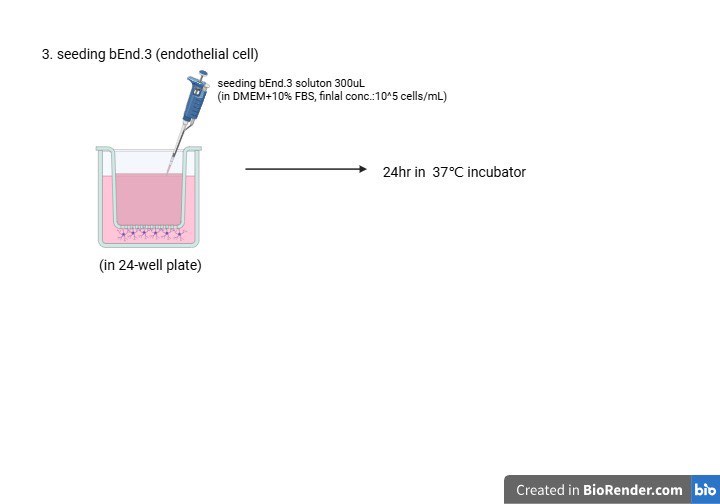 3. seeding bEnd.3 (endothelial cell)
seeding bEnd.3 soluton 300uL
(in DMEM+10% FBS, finlal conc.:10^5 cells/mL)
24hr in  37℃ incubator
(in 24-well plate)
Created in BioRender.com bio